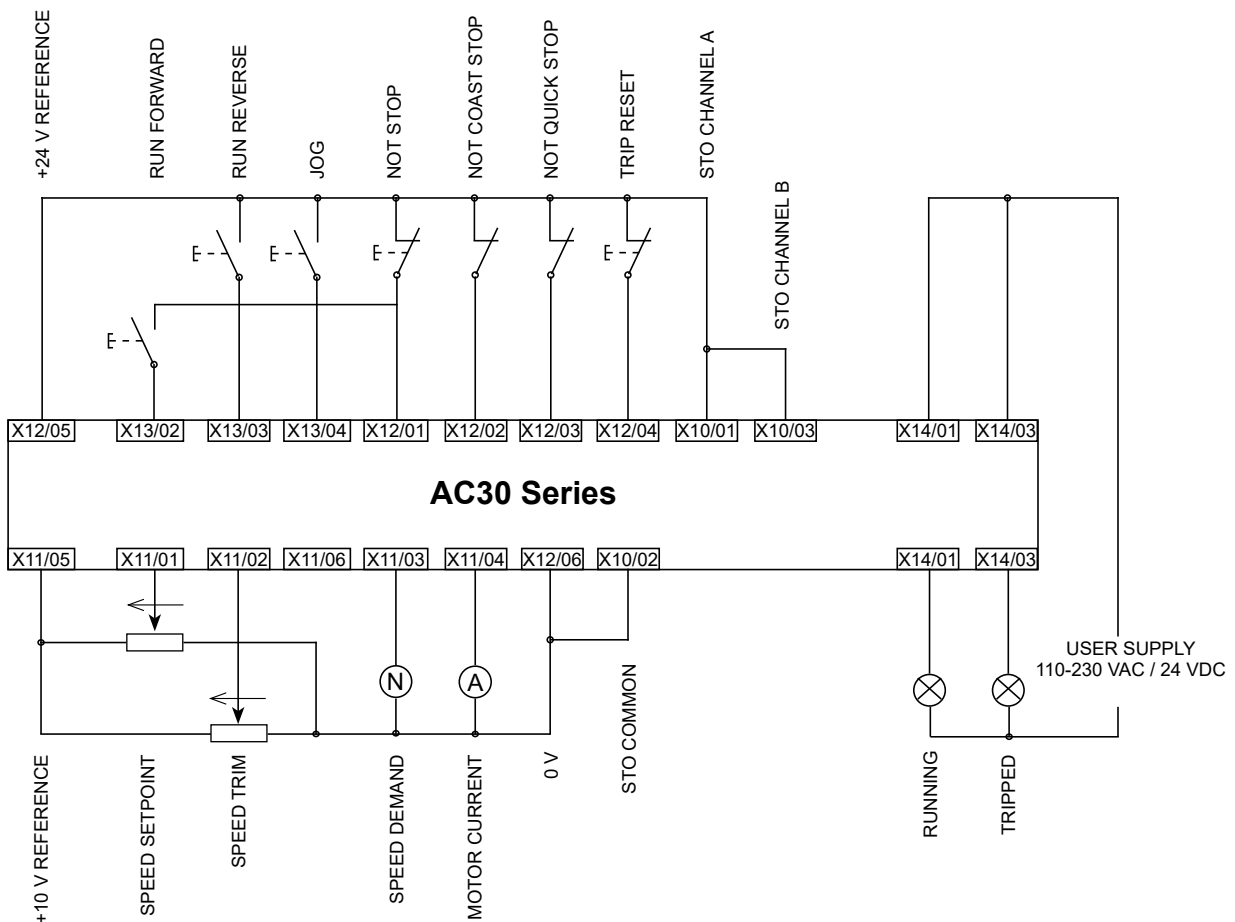 +24 V REFERENCE
RUN FORWARD
RUN REVERSE
JOG
NOT STOP
NOT COAST STOP
NOT QUICK STOP
TRIP RESET
STO CHANNEL A
STO CHANNEL B
X12/05
X13/02
X13/03
X13/04
X12/01
X12/02
X12/03
X12/04
X10/01
X10/03
X14/01
X14/03
AC30 Series
X11/05
X11/01
X11/02
X11/06
X11/03
X11/04
X12/06
X10/02
X14/01
X14/03
N
A
USER SUPPLY
110-230 VAC / 24 VDC
+10 V REFERENCE
SPEED SETPOINT
SPEED TRIM
SPEED DEMAND
MOTOR CURRENT
0 V
STO COMMON
RUNNING
TRIPPED